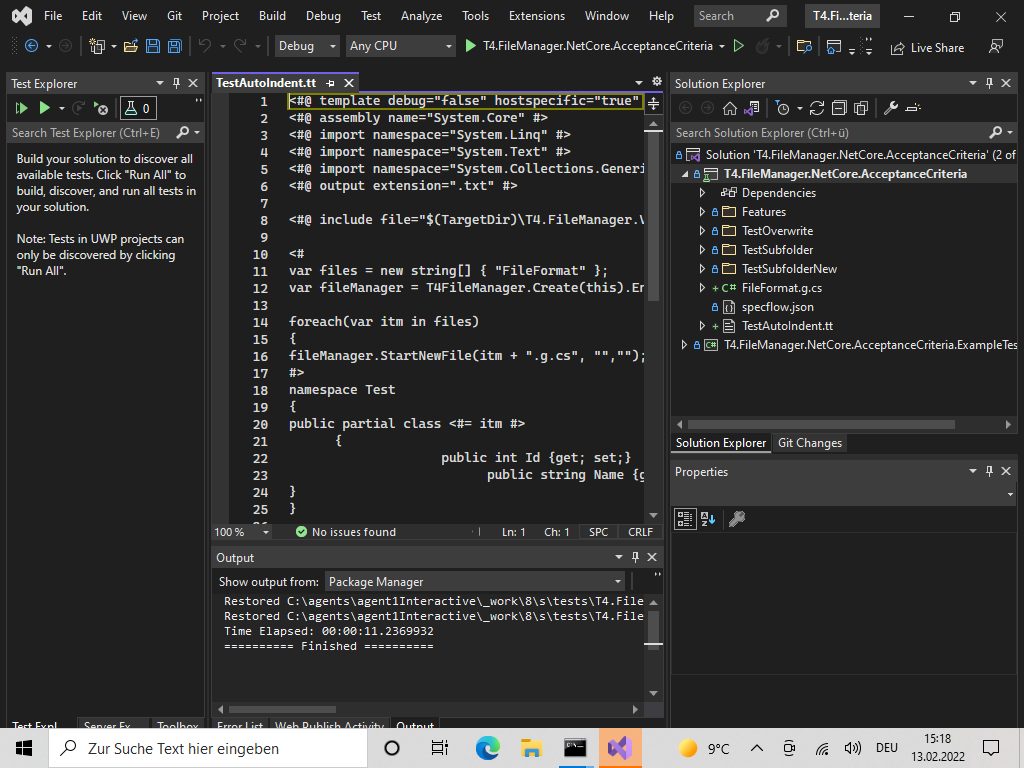 File Edit View Git Project Build Debug Test Analyze Tools Extensions Window Help Search T4.Fi...teria
Debug Any CPU T4.FileManager.NetCore.AcceptanceCriteria Live Share
Test Explorer
0
Search Test Explorer (Ctrl+E)
Build your solution to discover all
available tests. Click "Run All" to
build, discover, and run all tests in
your solution.
Note: Tests in UWP projects can
only be discovered by clicking
"Run All".
Test Expl... Server Ex... Toolbox
TestAutoIndent.tt
1 <#@ template debug="false" hostspecific="true"
2 <#@ assembly name="System.Core" #>
3 <#@ import namespace="System.Linq" #>
4 <#@ import namespace="System.Text" #>
5 <#@ import namespace="System.Collections.Generi
6 <#@ output extension=".txt" #>
7
8 <#@ include file="$(TargetDir)\T4.FileManager.V
9
10 <#
11 var files = new string[] { "FileFormat" };
12 var fileManager = T4FileManager.Create(this).En
13
14 foreach(var itm in files)
15 {
16 fileManager.StartNewFile(itm + ".g.cs", "","");
17 #>
18 namespace Test
19 {
20 public partial class <#= itm #>
21 {
22 public int Id {get; set;}
23 public string Name {g
24 }
25 }
100 % No issues found Ln: 1 Ch: 1 SPC CRLF
Output
Show output from: Package Manager
Restored C:\agents\agent1Interactive\_work\8\s\tests\T4.File
Restored C:\agents\agent1Interactive\_work\8\s\tests\T4.File
Time Elapsed: 00:00:11.2369932
========== Finished ==========
Error List Web Publish Activity Output
Solution Explorer
Search Solution Explorer (Ctrl+ü)
Solution 'T4.FileManager.NetCore.AcceptanceCriteria' (2 of
T4.FileManager.NetCore.AcceptanceCriteria
Dependencies
Features
TestOverwrite
TestSubfolder
TestSubfolderNew
C# FileFormat.g.cs
specflow.json
TestAutoIndent.tt
C# T4.FileManager.NetCore.AcceptanceCriteria.ExampleTes
Solution Explorer Git Changes
Properties
Zur Suche Text hier eingeben 9°C DEU 15:18
13.02.2022